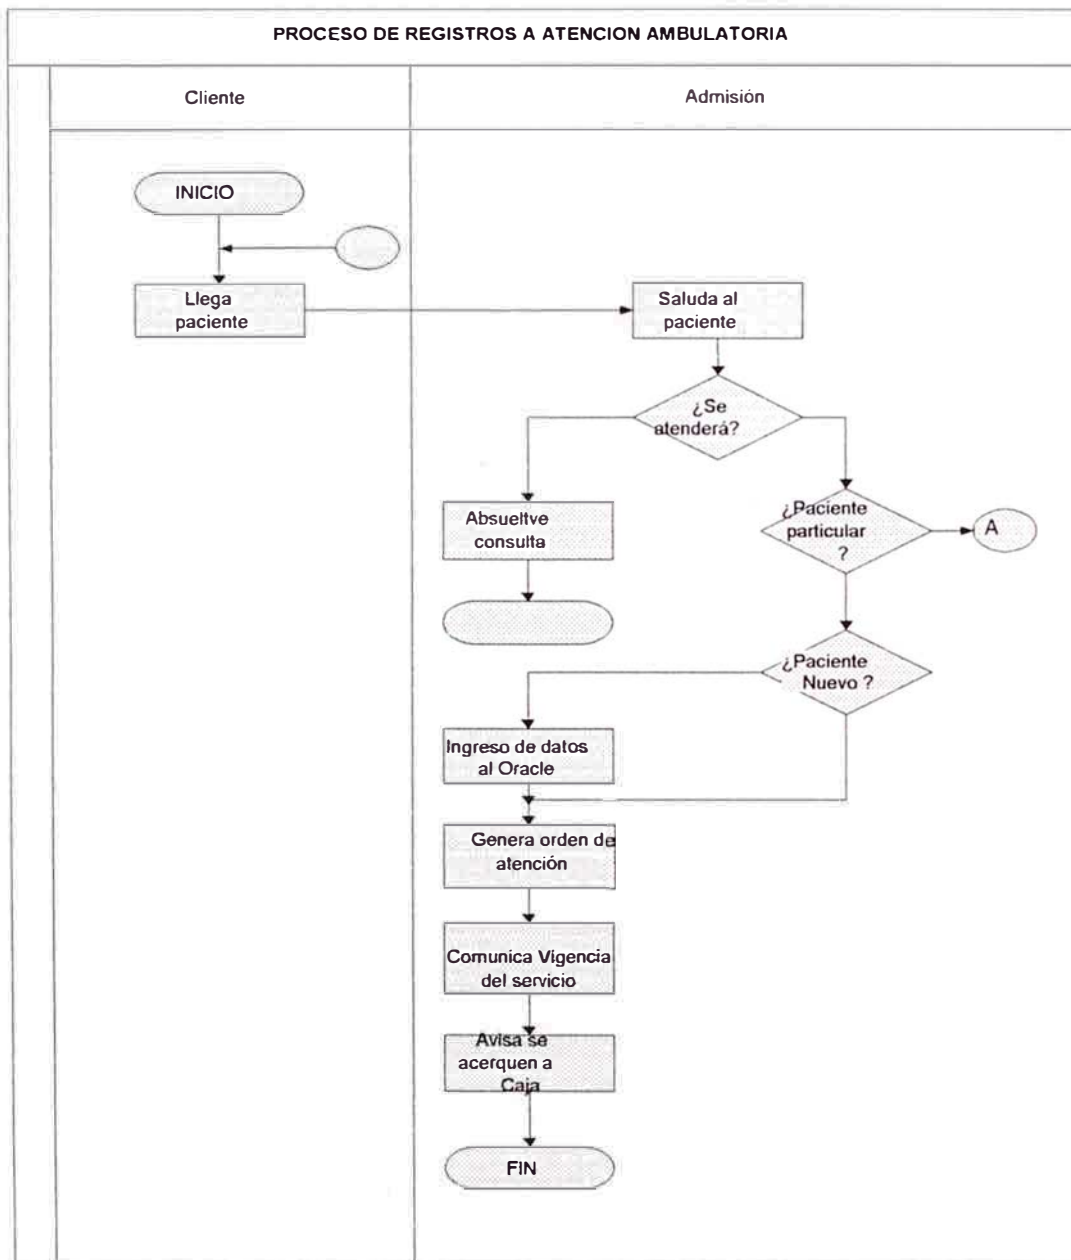 PROCESO DE REGISTROS A ATENCION AMBULATORIA
Cliente
Admisión
INICIO
Llega
paciente
Saluda al
paciente
¿Se
atenderá?
Absueltve
consulta
¿Paciente
particular
?
A
¿Paciente
Nuevo ?
Ingreso de datos
al Oracle
Genera orden de
atención
Comunica Vigencia
del servicio
Avisa se
acerquen a
Caja
FIN